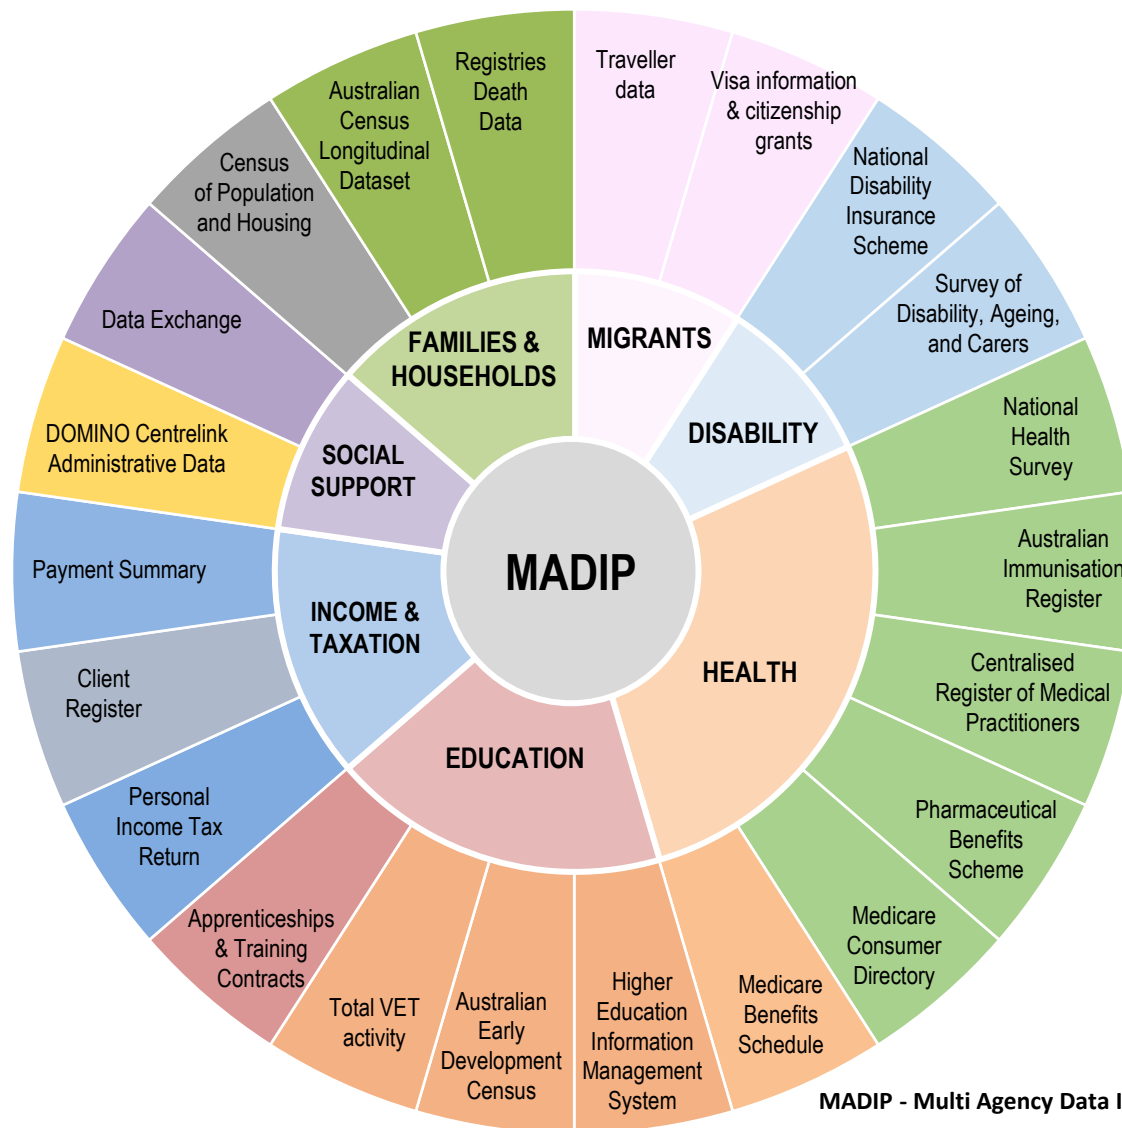 Traveller
data
Visa information
& citizenship
grants
National
Disability
Insurance
Scheme
Survey of
Disability, Ageing,
and Carers
National
Health
Survey
Australian
Immunisation
Register
Centralised
Register of Medical
Practitioners
Pharmaceutical
Benefits
Scheme
Medicare
Consumer
Directory
Medicare
Benefits
Schedule
Higher
Education
Information
Management
System
Australian
Early
Development
Census
Total VET
activity
Apprenticeships
& Training
Contracts
Personal
Income Tax
Return
Client
Register
Payment Summary
DOMINO Centrelink
Administrative Data
Data Exchange
Census
of Population
and Housing
Australian
Census
Longitudinal
Dataset
Registries
Death
Data
MIGRANTS
DISABILITY
HEALTH
EDUCATION
INCOME &
TAXATION
SOCIAL
SUPPORT
FAMILIES &
HOUSEHOLDS
MADIP
MADIP - Multi Agency Data I